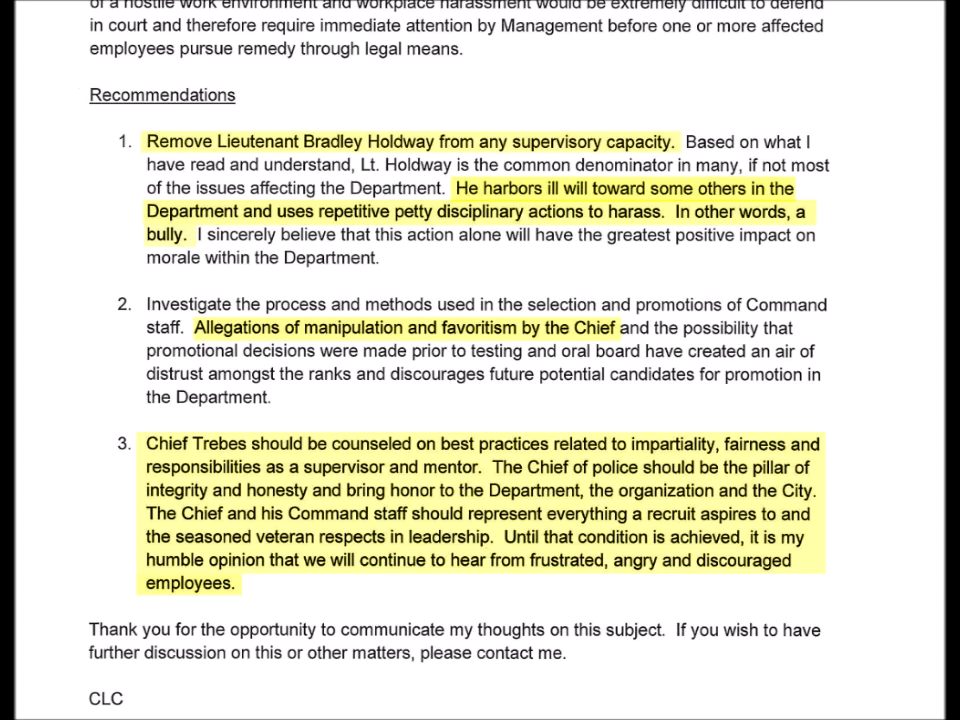 of a hostile work environment and workplace harassment would be extremely difficult to defend
in court and therefore require immediate attention by Management before one or more affected
employees pursue remedy through legal means.
Recommendations
1. Remove Lieutenant Bradley Holdway from any supervisory capacity. Based on what I
have read and understand, Lt. Holdway is the common denominator in many, if not most
of the issues affecting the Department. He harbors ill will toward some others in the
Department and uses repetitive petty disciplinary actions to harass. In other words, a
bully. I sincerely believe that this action alone will have the greatest positive impact on
morale within the Department.
2. Investigate the process and methods used in the selection and promotions of Command
staff. Allegations of manipulation and favoritism by the Chief and the possibility that
promotional decisions were made prior to testing and oral board have created an air of
distrust amongst the ranks and discourages future potential candidates for promotion in
the Department.
3. Chief Trebes should be counseled on best practices related to impartiality, fairness and
responsibilities as a supervisor and mentor. The Chief of police should be the pillar of
integrity and honesty and bring honor to the Department, the organization and the City.
The Chief and his Command staff should represent everything a recruit aspires to and
the seasoned veteran respects in leadership. Until that condition is achieved, it is my
humble opinion that we will continue to hear from frustrated, angry and discouraged
employees.
Thank you for the opportunity to communicate my thoughts on this subject. If you wish to have
further discussion on this or other matters, please contact me.
CLC